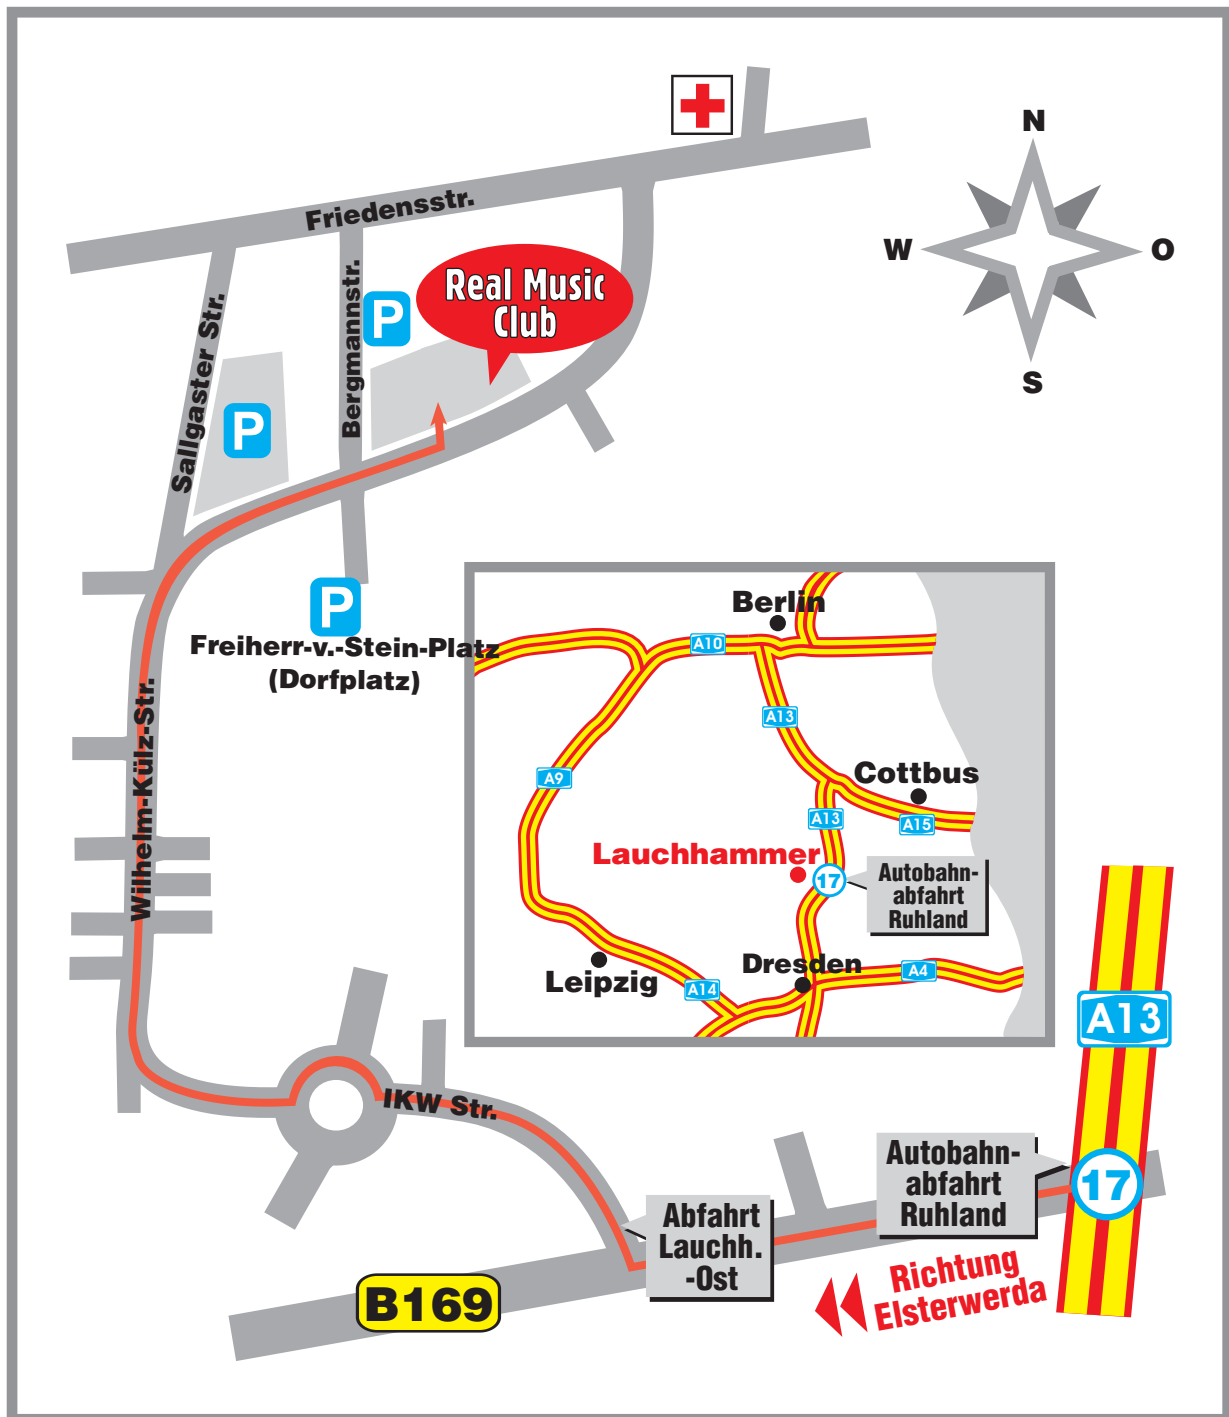 N
W
O
S
Friedensstr.
Real Music
Club
P
Bergmannstr.
Sallgaster Str.
P
P
Freiherr-v.-Stein-Platz
(Dorfplatz)
Wilhelm-Külz-Str.
Berlin
A10
A13
A9
Cottbus
A13
A15
Lauchhammer
17
Autobahn-
abfahrt
Ruhland
Leipzig
Dresden
A14
A4
A13
IKW Str.
Autobahn-
abfahrt
Ruhland
17
Abfahrt
Lauchh.
-Ost
Richtung
Elsterwerda
B169